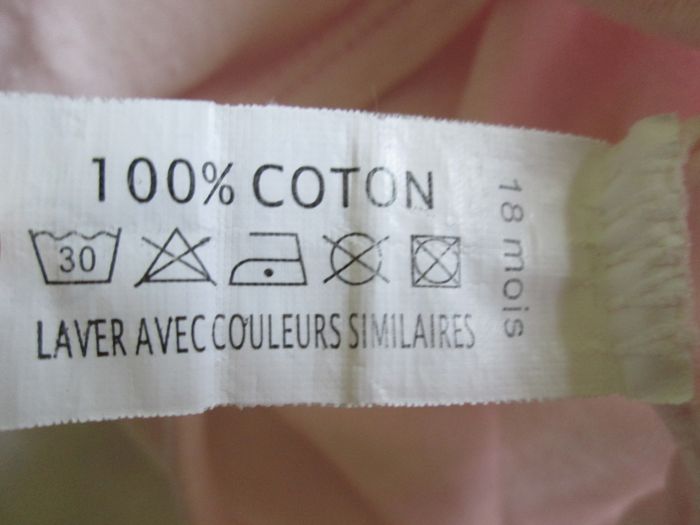 100% COTON
30
LAVER AVEC COULEURS SIMILAIRES
18 mois